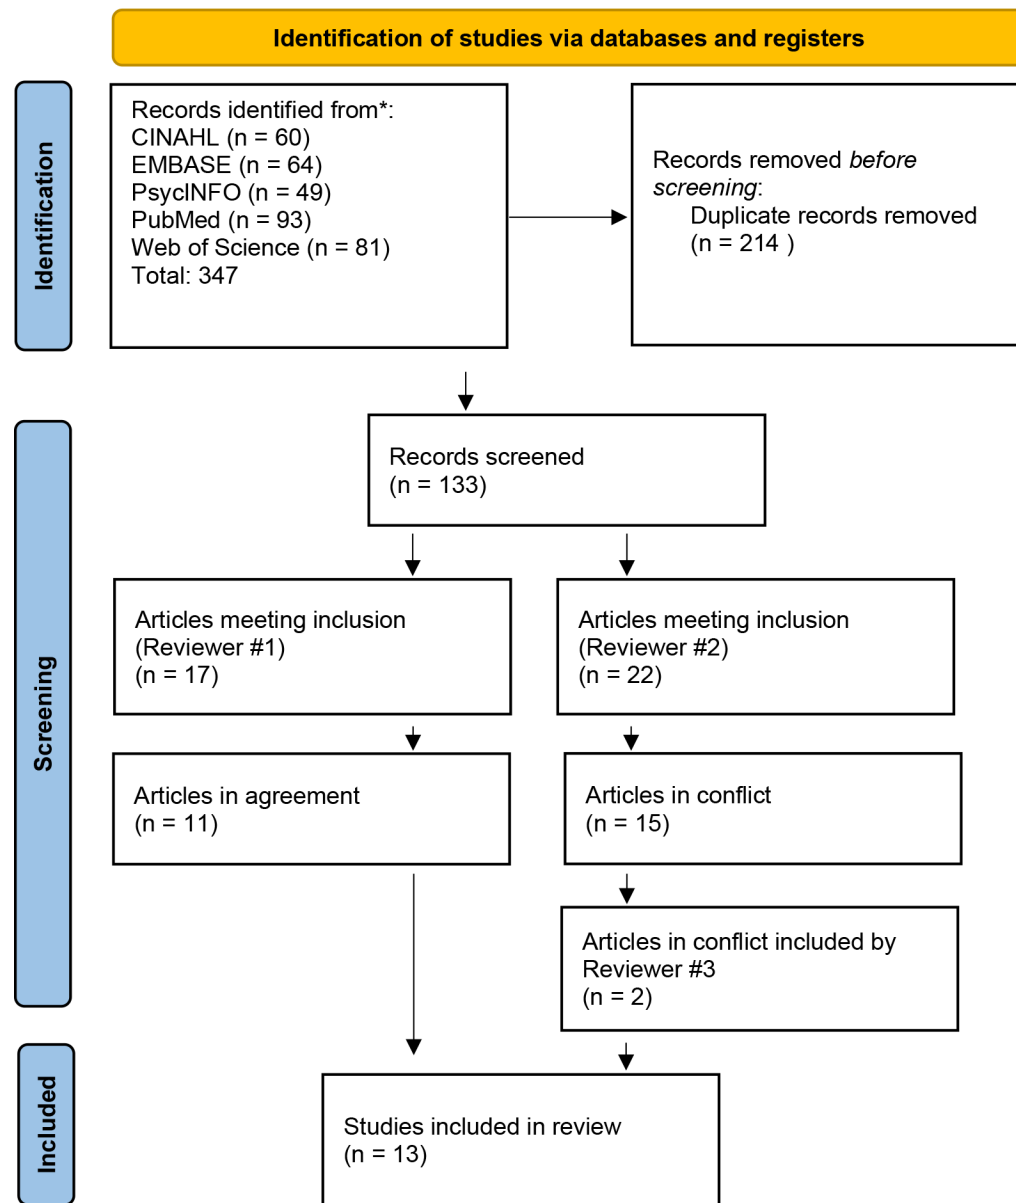 Identification of studies via databases and registers
Identification
Records identified from*:
CINAHL (n = 60)
EMBASE (n = 64)
PsycINFO (n = 49)
PubMed (n = 93)
Web of Science (n = 81)
Total: 347
Records removed before
screening:
Duplicate records removed
(n = 214 )
Screening
Records screened
(n = 133)
Articles meeting inclusion
(Reviewer #1)
(n = 17)
Articles meeting inclusion
(Reviewer #2)
(n = 22)
Articles in agreement
(n = 11)
Articles in conflict
(n = 15)
Articles in conflict included by
Reviewer #3
(n = 2)
Included
Studies included in review
(n = 13)